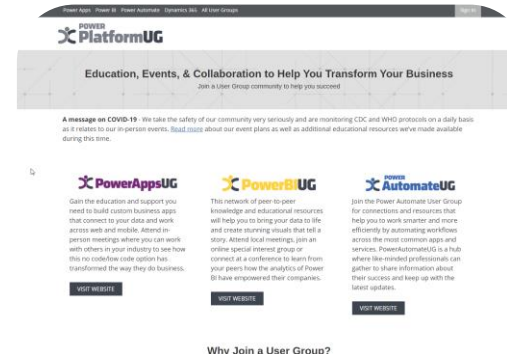 Power Apps Power BI Power Automate Dynamics 365 All User Groups Sign In
POWER
PlatformUG
Education, Events, & Collaboration to Help You Transform Your Business
Join a User Group community to help you succeed
A message on COVID-19 - We take the safety of our community very seriously and are monitoring CDC and WHO protocols on a daily basis
as it relates to our in-person events. Read more about our event plans as well as additional educational resources we've made available
during this time.
PowerAppsUG
Gain the education and support you
need to build custom business apps
that connect to your data and work
across web and mobile. Attend in-
person meetings where you can work
with others in your industry to see how
this no code/low code option has
transformed the way they do business.
VISIT WEBSITE
PowerBIUG
This network of peer-to-peer
knowledge and educational resources
will help you to bring your data to life
and create stunning visuals that tell a
story. Attend local meetings, join an
online special interest group or
connect at a conference to learn from
your peers how the analytics of Power
BI have empowered their companies.
VISIT WEBSITE
POWER
AutomateUG
Join the Power Automate User Group
for connections and resources that
help you to work smarter and more
efficiently by automating workflows
across the most common apps and
services. PowerAutomateUG is a hub
where like-minded professionals can
gather to share information about
their success and keep up with the
latest updates.
VISIT WEBSITE
Why Join a User Group?